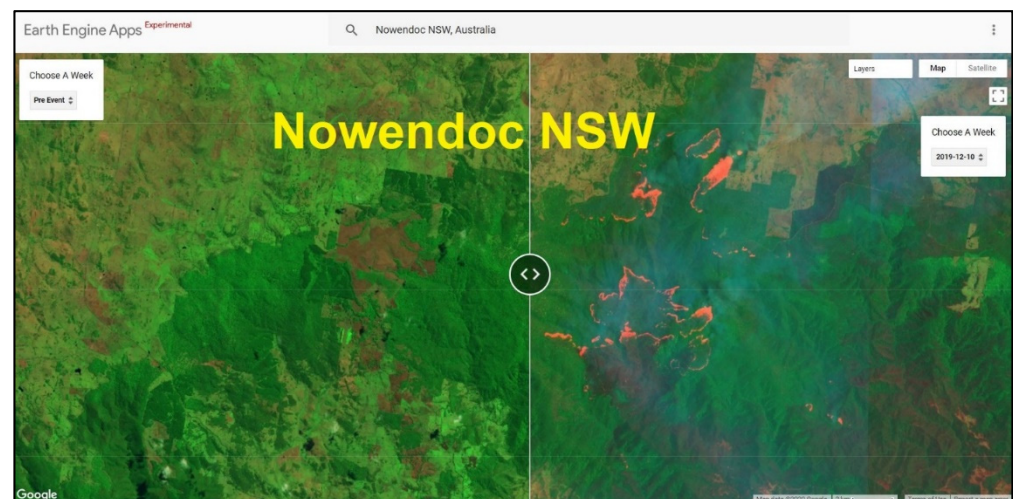 Earth Engine Apps Experimental
Nowendoc NSW, Australia
Choose A Week
Pre Event
Layers
Map Satellite
Nowendoc NSW
Choose A Week
2019-12-10
Google